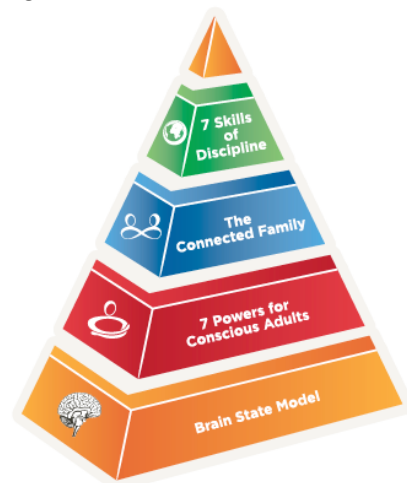 7 Skills
of
Discipline
The
Connected Family
7 Powers for
Conscious Adults
Brain State Model